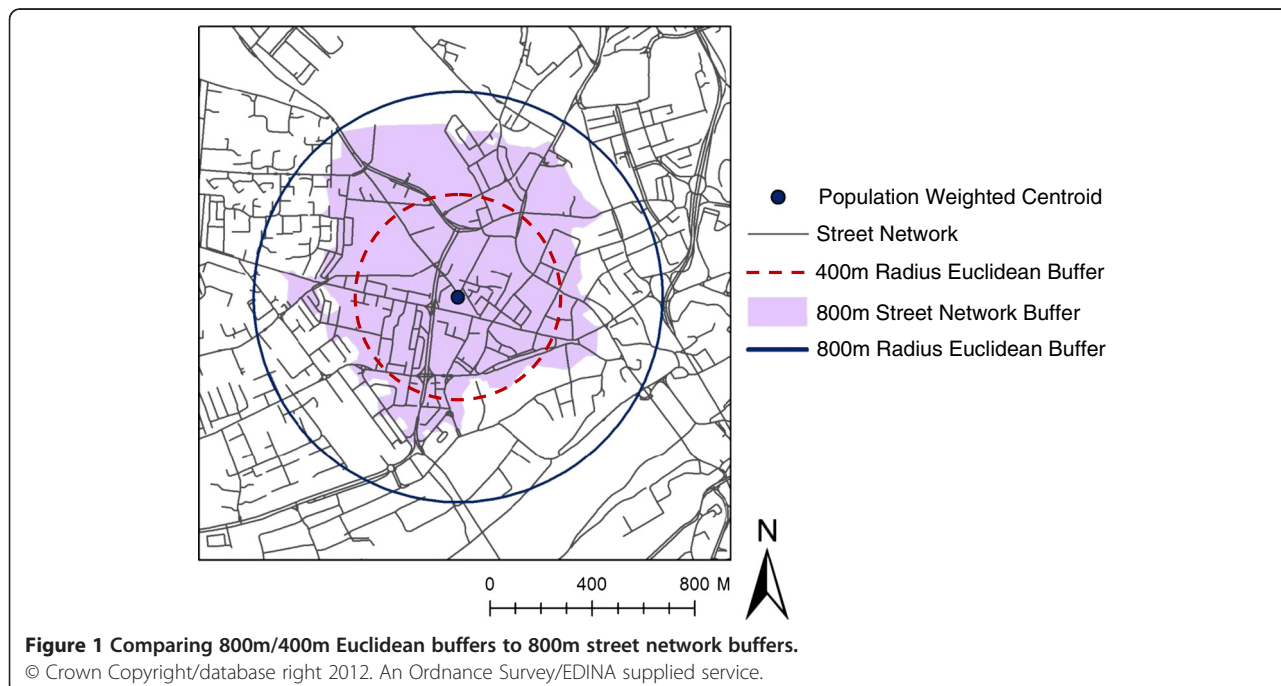 Population Weighted Centroid
Street Network
400m Radius Euclidean Buffer
800m Street Network Buffer
800m Radius Euclidean Buffer
N
0 400 800 M
Figure 1 Comparing 800m/400m Euclidean buffers to 800m street network buffers.
© Crown Copyright/database right 2012. An Ordnance Survey/EDINA supplied service.